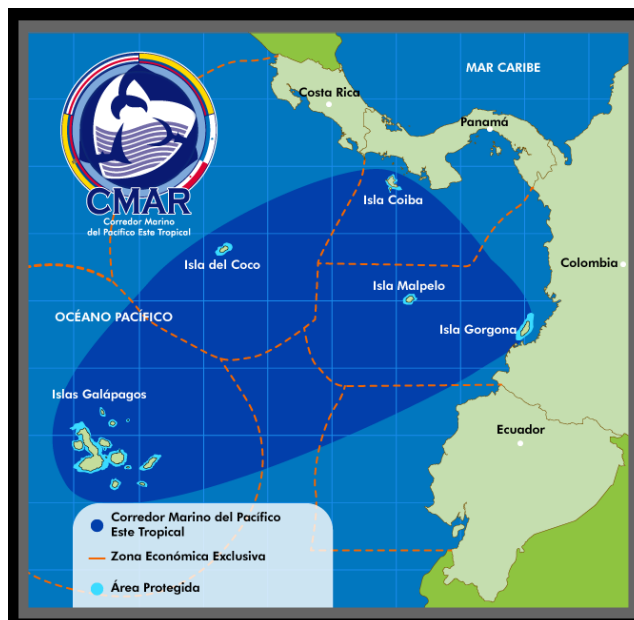 MAR CARIBE
Costa Rica
Panamá
CMAR
Corredor Marino
del Pacífico Este Tropical
Isla Coiba
Isla del Coco
Colombia
Isla Malpelo
OCÉANO PACÍFICO
Isla Gorgona
Islas Galápagos
Ecuador
Corredor Marino del Pacífico
Este Tropical
Zona Económica Exclusiva
Área Protegida